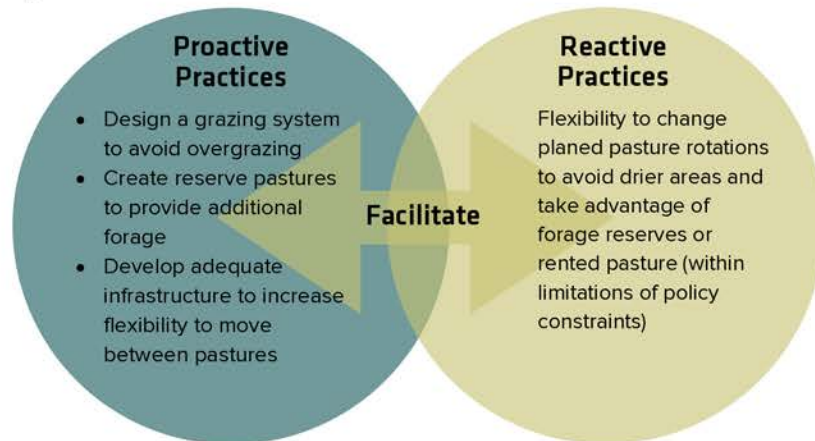 Proactive
Practices
• Design a grazing system
to avoid overgrazing
• Create reserve pastures
to provide additional
forage
• Develop adequate
infrastructure to increase
flexibility to move
between pastures
Facilitate
Reactive
Practices
Flexibility to change
planed pasture rotations
to avoid drier areas and
take advantage of
forage reserves or
rented pasture (within
limitations of policy
constraints)